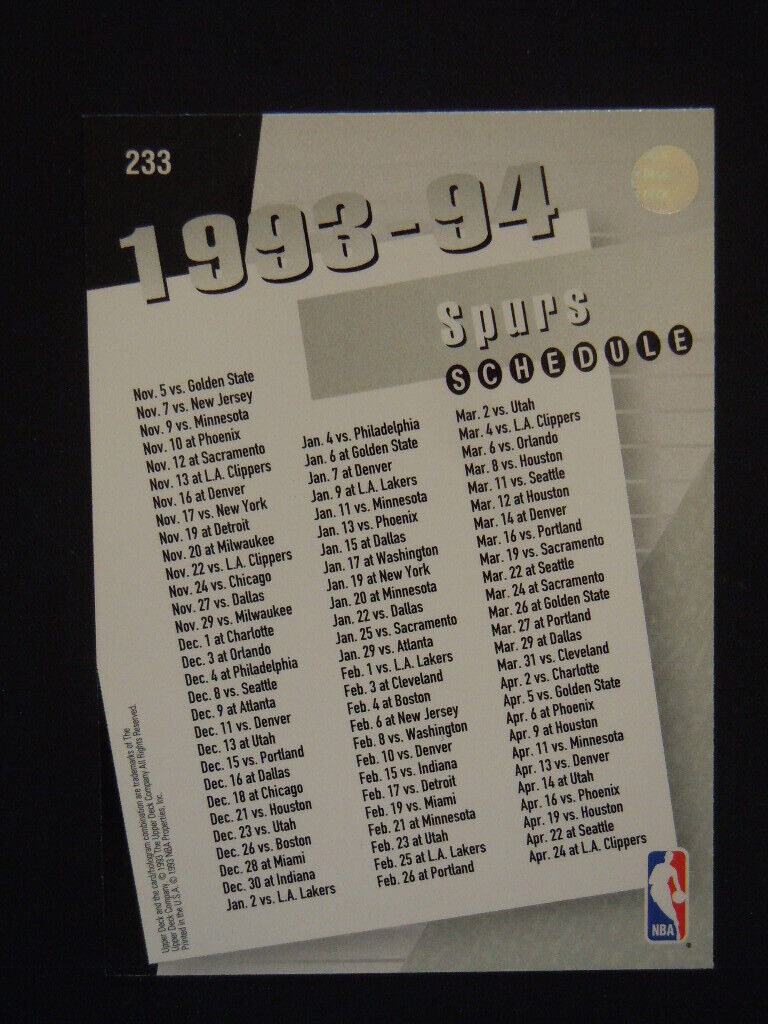 233
1993-94
Spurs
SCHEDULE
Nov. 5 vs. Golden State
Nov. 7 vs. New Jersey
Nov. 9 vs. Minnesota
Nov. 10 at Phoenix
Nov. 12 at Sacramento
Nov. 13 at L.A. Clippers
Nov. 16 at Denver
Nov. 17 vs. New York
Nov. 19 at Detroit
Nov. 20 at Milwaukee
Nov. 22 vs. L.A. Clippers
Nov. 24 vs. Chicago
Nov. 27 vs. Dallas
Nov. 29 vs. Milwaukee
Dec. 1 at Charlotte
Dec. 3 at Orlando
Dec. 4 at Philadelphia
Dec. 8 vs. Seattle
Dec. 9 at Atlanta
Dec. 11 vs. Denver
Dec. 13 at Utah
Dec. 15 vs. Portland
Dec. 16 at Dallas
Dec. 18 at Chicago
Dec. 21 vs. Houston
Dec. 23 vs. Utah
Dec. 26 vs. Boston
Dec. 28 at Miami
Dec. 30 at Indiana
Jan. 2 vs. L.A. Lakers
Jan. 4 vs. Philadelphia
Jan. 6 at Golden State
Jan. 7 at Denver
Jan. 9 at L.A. Lakers
Jan. 11 vs. Minnesota
Jan. 13 vs. Phoenix
Jan. 15 at Dallas
Jan. 17 at Washington
Jan. 19 at New York
Jan. 20 at Minnesota
Jan. 22 vs. Dallas
Jan. 25 vs. Sacramento
Jan. 29 vs. Atlanta
Feb. 1 vs. L.A. Lakers
Feb. 3 at Cleveland
Feb. 4 at Boston
Feb. 6 at New Jersey
Feb. 8 vs. Washington
Feb. 10 vs. Denver
Feb. 15 vs. Indiana
Feb. 17 vs. Detroit
Feb. 19 vs. Miami
Feb. 21 at Minnesota
Feb. 23 at Utah
Feb. 25 at L.A. Lakers
Feb. 26 at Portland
Mar. 2 vs. Utah
Mar. 4 vs. L.A. Clippers
Mar. 6 vs. Orlando
Mar. 8 vs. Houston
Mar. 11 vs. Seattle
Mar. 12 at Houston
Mar. 14 at Denver
Mar. 16 vs. Portland
Mar. 19 vs. Sacramento
Mar. 22 at Seattle
Mar. 24 at Sacramento
Mar. 26 at Golden State
Mar. 27 at Portland
Mar. 29 at Dallas
Mar. 31 vs. Cleveland
Apr. 2 vs. Charlotte
Apr. 5 vs. Golden State
Apr. 6 at Phoenix
Apr. 9 at Houston
Apr. 11 vs. Minnesota
Apr. 13 vs. Denver
Apr. 14 at Utah
Apr. 16 vs. Phoenix
Apr. 19 vs. Houston
Apr. 22 at Seattle
Apr. 24 at L.A. Clippers
Upper Deck and the card/hologram combination are trademarks of The
Upper Deck Company. © 1993 The Upper Deck Company All Rights Reserved.
Printed in the U.S.A. © 1993 NBA Properties, Inc.
NBA